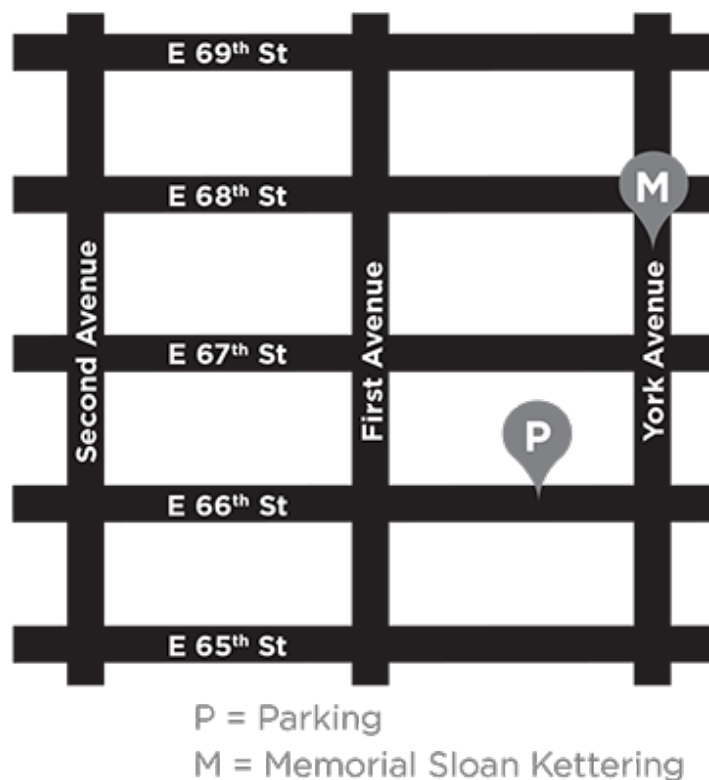 E 69th St
E 68th St
M
Second Avenue
First Avenue
York Avenue
E 67th St
P
E 66th St
E 65th St
P = Parking
M = Memorial Sloan Kettering